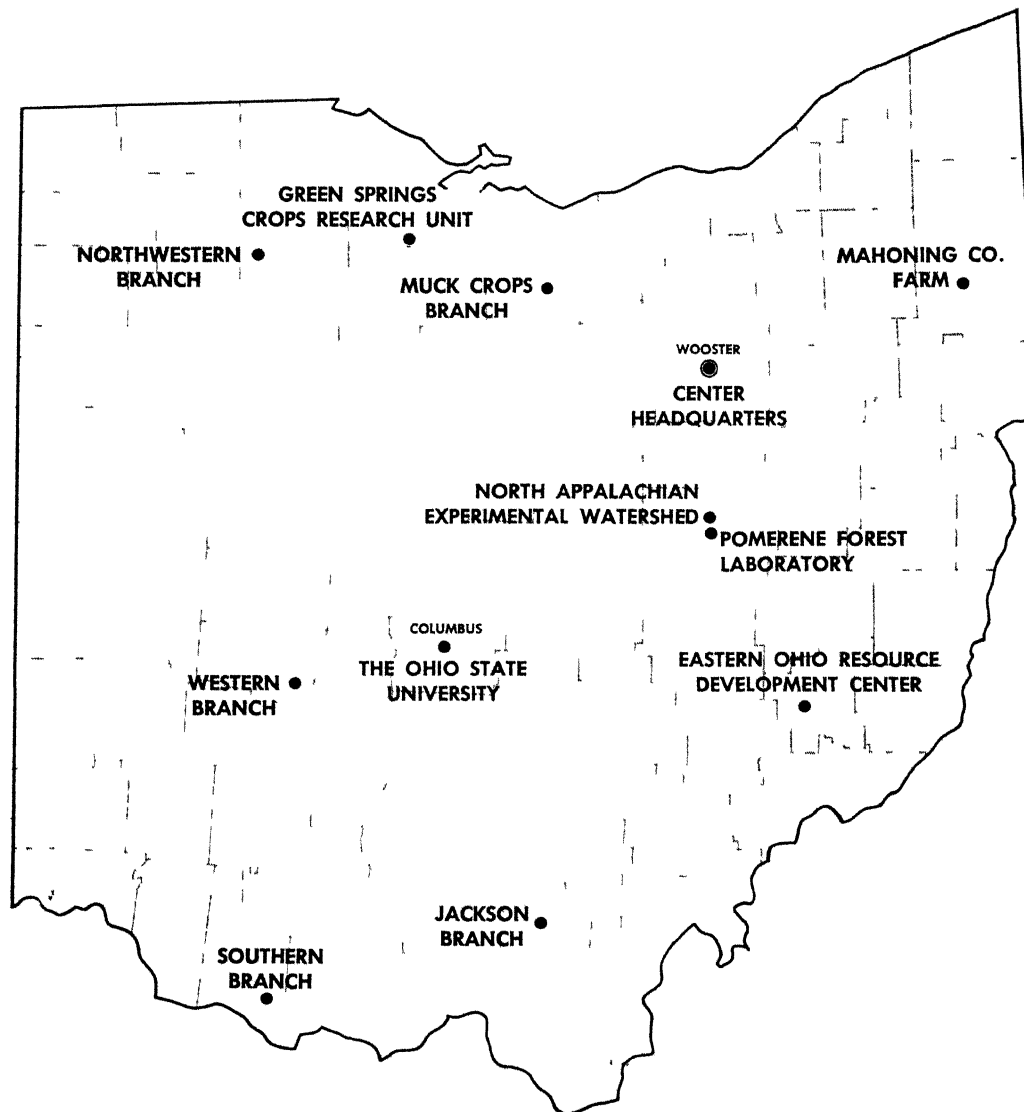 GREEN SPRINGS
CROPS RESEARCH UNIT
NORTHWESTERN
BRANCH
MUCK CROPS
BRANCH
MAHONING CO.
FARM
WOOSTER
CENTER
HEADQUARTERS
NORTH APPALACHIAN
EXPERIMENTAL WATERSHED
POMERENE FOREST
LABORATORY
COLUMBUS
THE OHIO STATE
UNIVERSITY
WESTERN
BRANCH
EASTERN OHIO RESOURCE
DEVELOPMENT CENTER
JACKSON
BRANCH
SOUTHERN
BRANCH